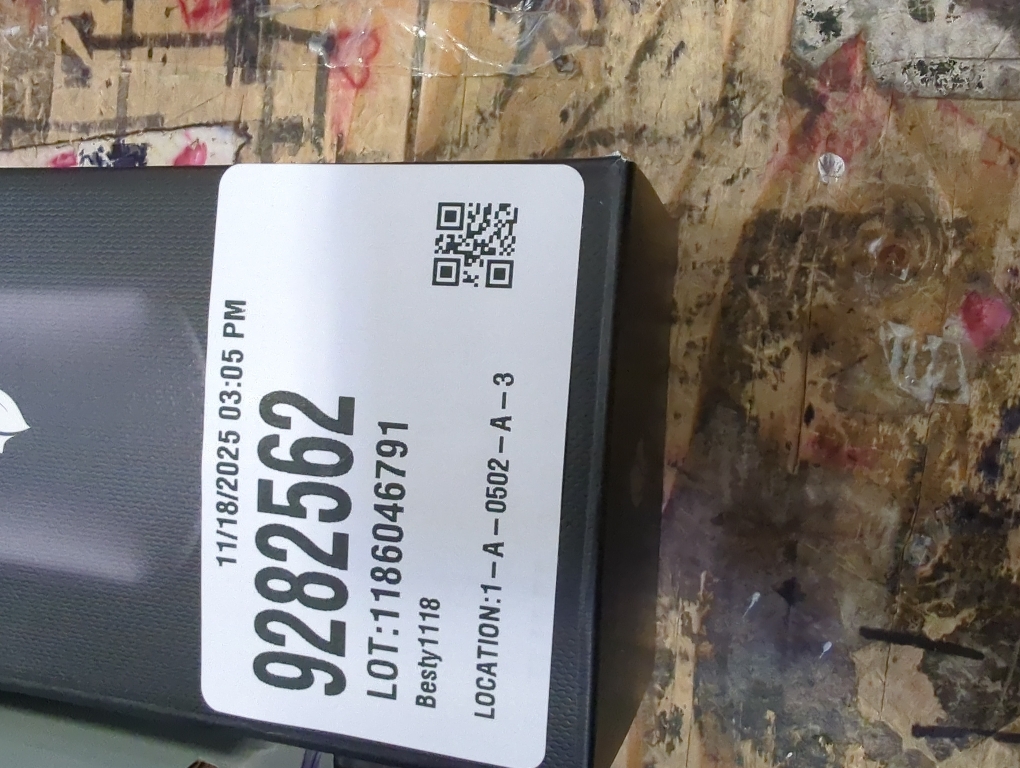 11/18/2025 03:05 PM
9282562
LOT:1186046791
Besty1118
LOCATION:1-A-0502-A-3